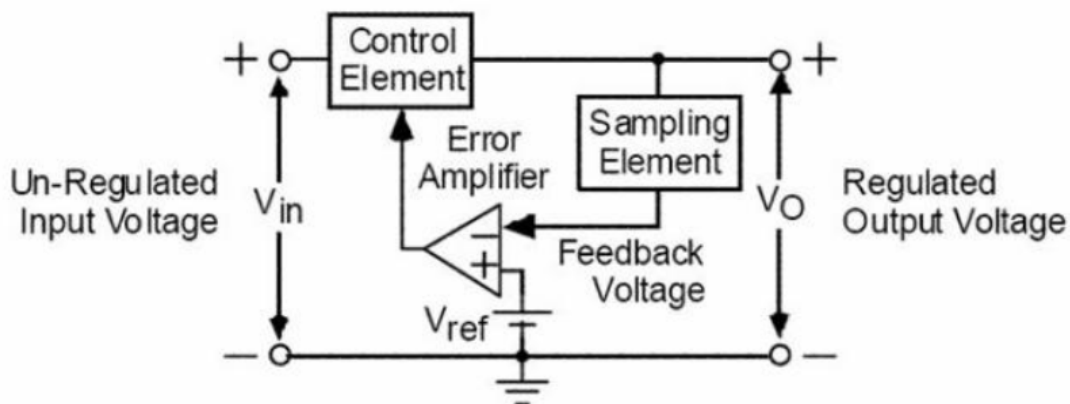 Control
Element
+
+
Sampling
Element
Error
Amplifier
Un-Regulated
Input Voltage
Vin
VO
Regulated
Output Voltage
−
+
Feedback
Voltage
Vref
−
−